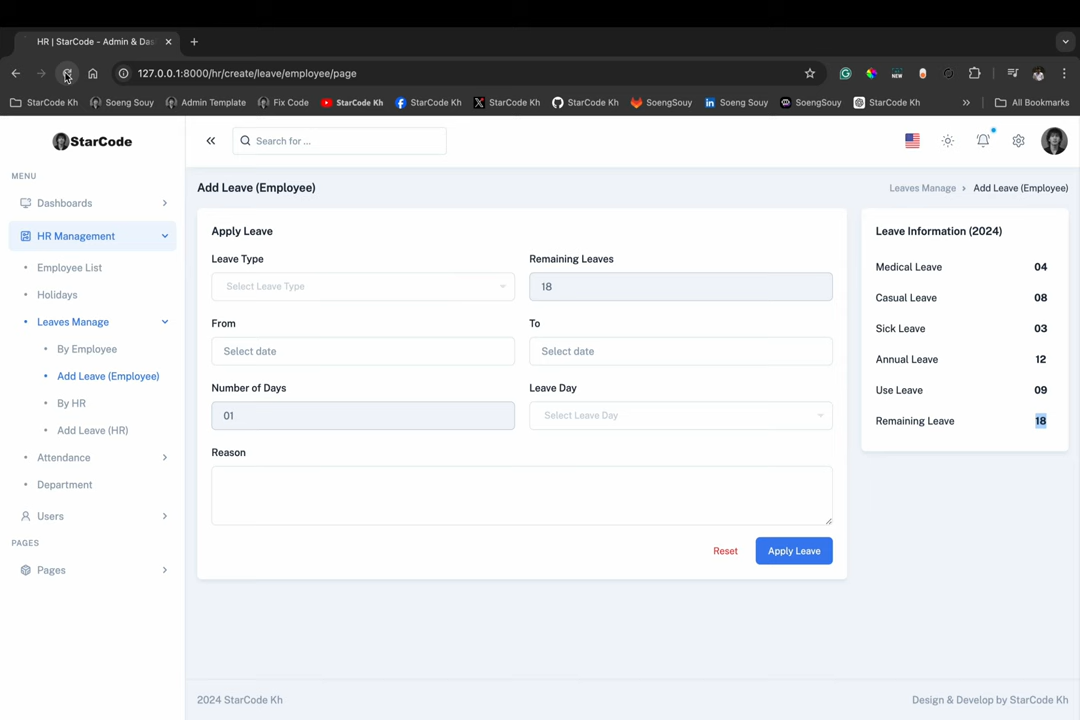 HR | StarCode - Admin & Das
127.0.0.1:8000/hr/create/leave/employee/page
StarCode Kh
Soeng Souy
Admin Template
Fix Code
StarCode Kh
StarCode Kh
StarCode Kh
StarCode Kh
SoengSouy
Soeng Souy
SoengSouy
StarCode Kh
All Bookmarks
StarCode
Search for ...
MENU
Dashboards
HR Management
Employee List
Holidays
Leaves Manage
By Employee
Add Leave (Employee)
By HR
Add Leave (HR)
Attendance
Department
Users
PAGES
Pages
Add Leave (Employee)
Leaves Manage
Add Leave (Employee)
Apply Leave
Leave Type
Select Leave Type
Remaining Leaves
18
From
Select date
To
Select date
Number of Days
01
Leave Day
Select Leave Day
Reason
Reset
Apply Leave
Leave Information (2024)
Medical Leave 04
Casual Leave 08
Sick Leave 03
Annual Leave 12
Use Leave 09
Remaining Leave 18
2024 StarCode Kh
Design & Develop by StarCode Kh